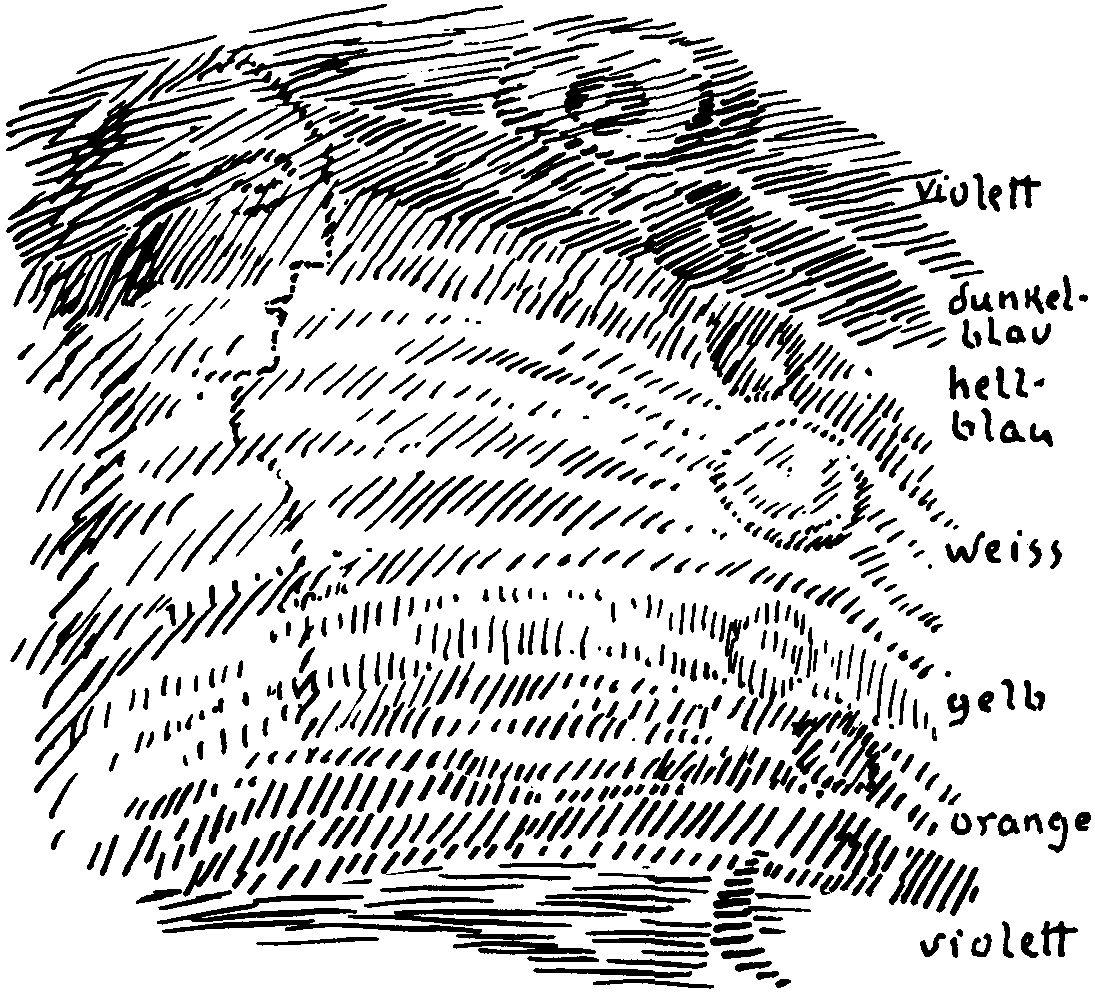 violett
dunkel-
blau
hell-
blau
weiss
gelb
orange
violett